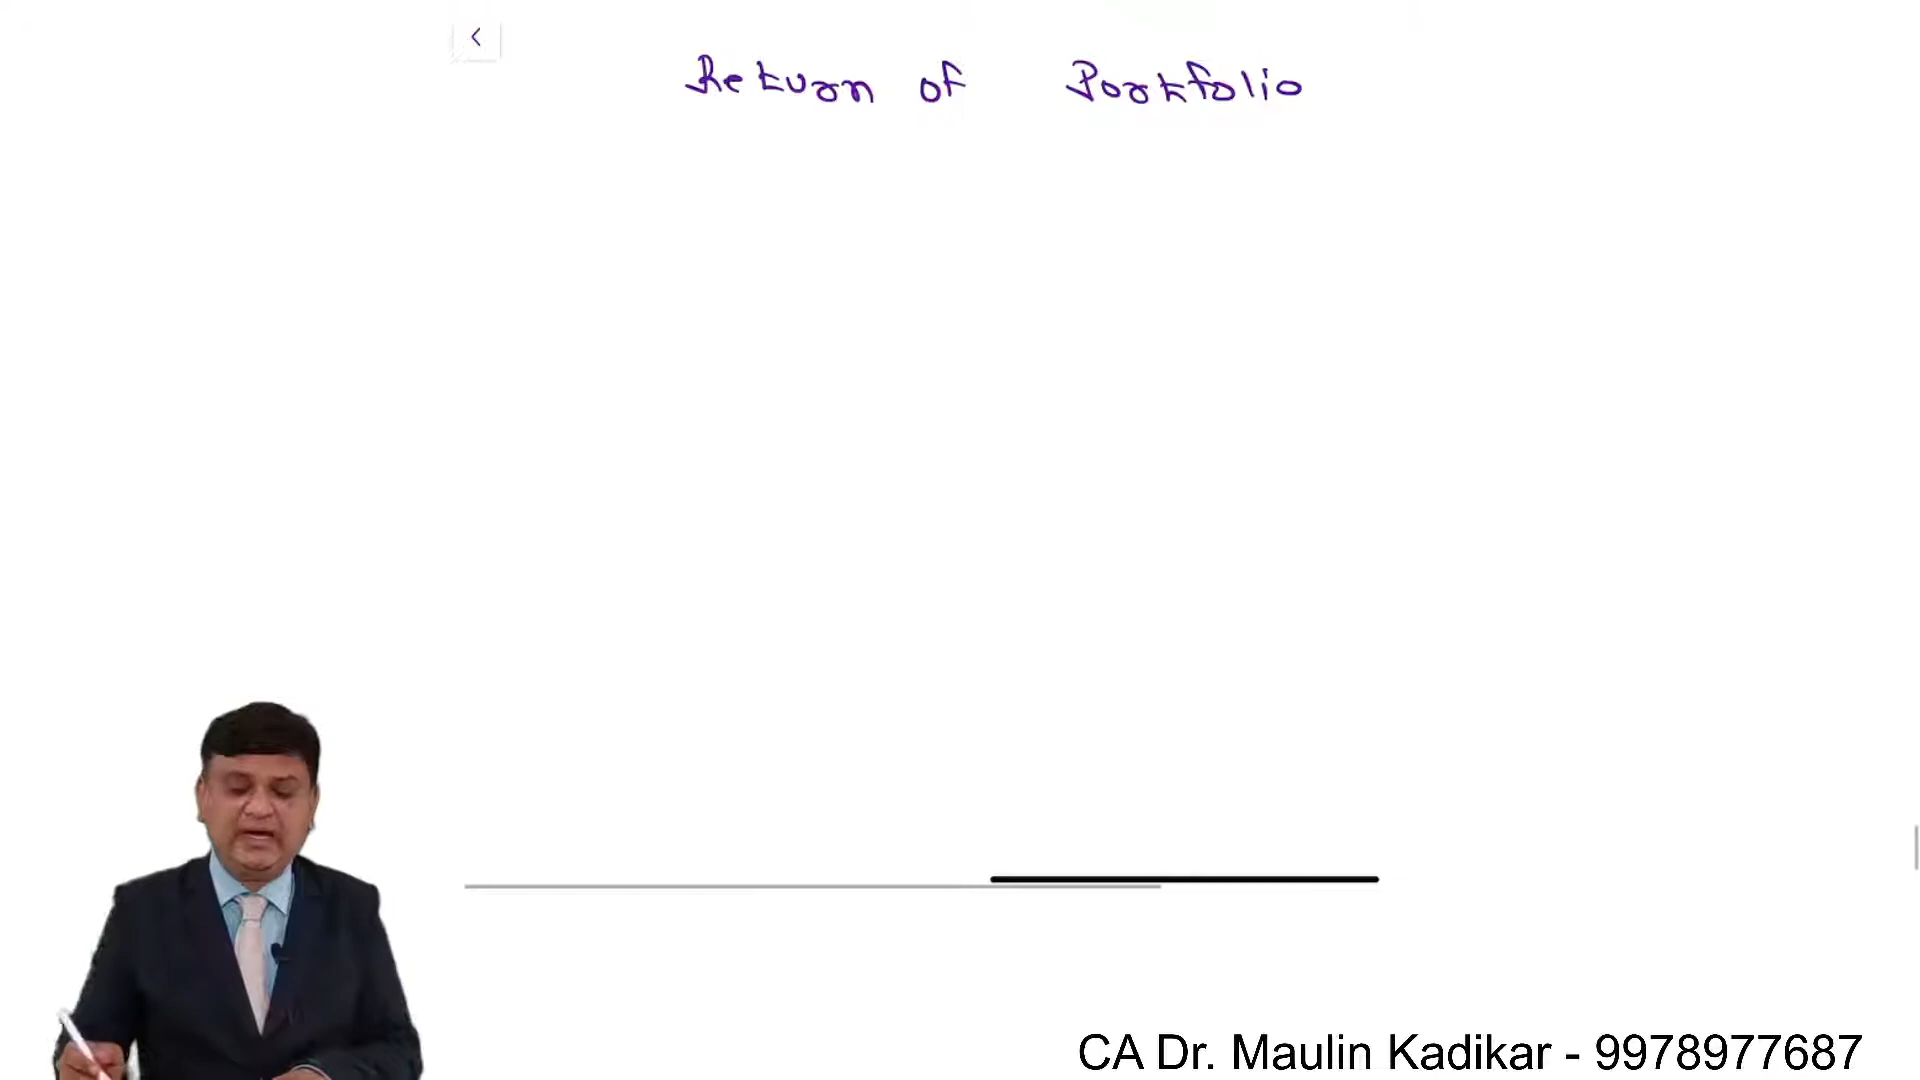 Return of Portfolio
CA Dr. Maulin Kadikar - 9978977687